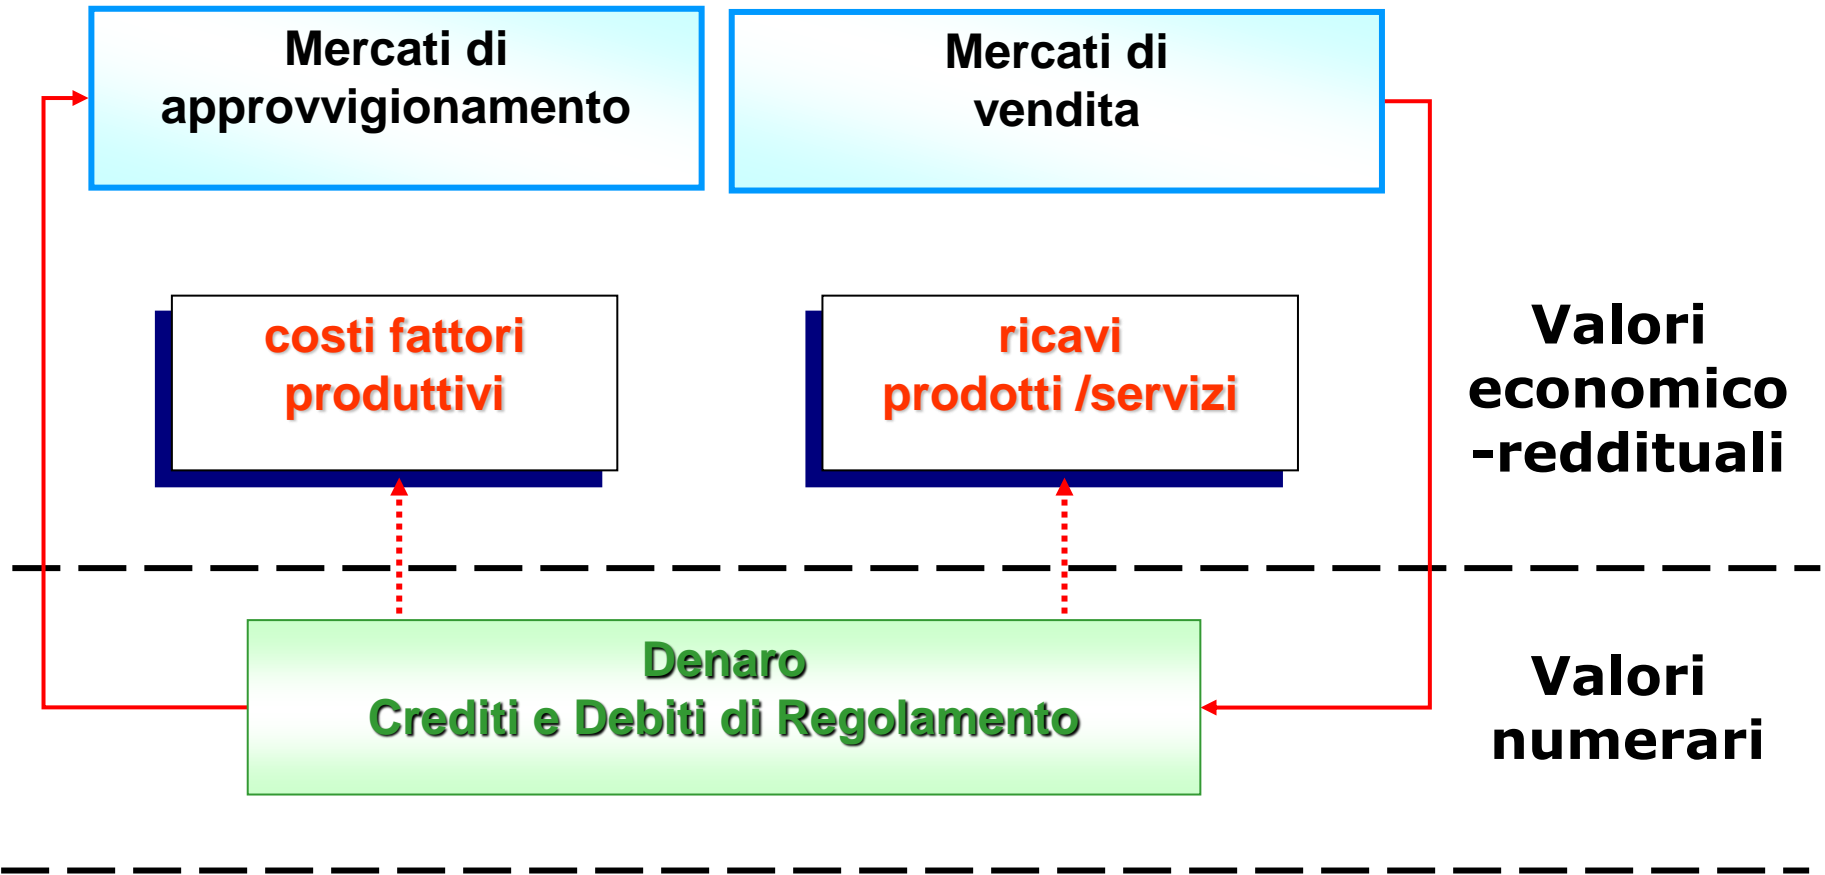 Mercati di
approvvigionamento
Mercati di
vendita
costi fattori
produttivi
ricavi
prodotti /servizi
Valori
economico
-reddituali
Denaro
Crediti e Debiti di Regolamento
Valori
numerari